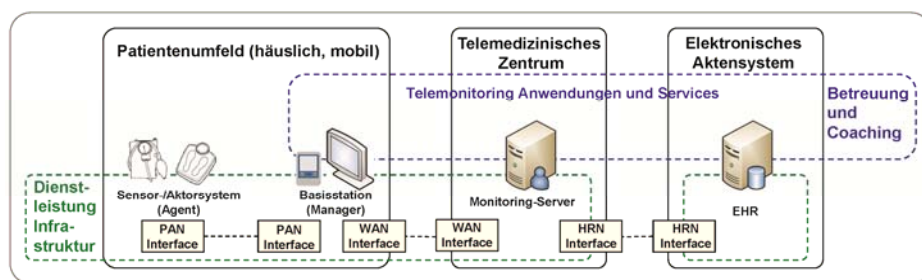 Patientenumfeld (häuslich, mobil)
Telemedizinisches
Zentrum
Elektronisches
Aktensystem
Telemonitoring Anwendungen und Services
Betreuung
und
Coaching
Dienst-
leistung
Infra-
struktur
Sensor-/Aktorsystem
(Agent)
Basisstation
(Manager)
Monitoring-Server
EHR
PAN
Interface
PAN
Interface
WAN
Interface
WAN
Interface
HRN
Interface
HRN
Interface